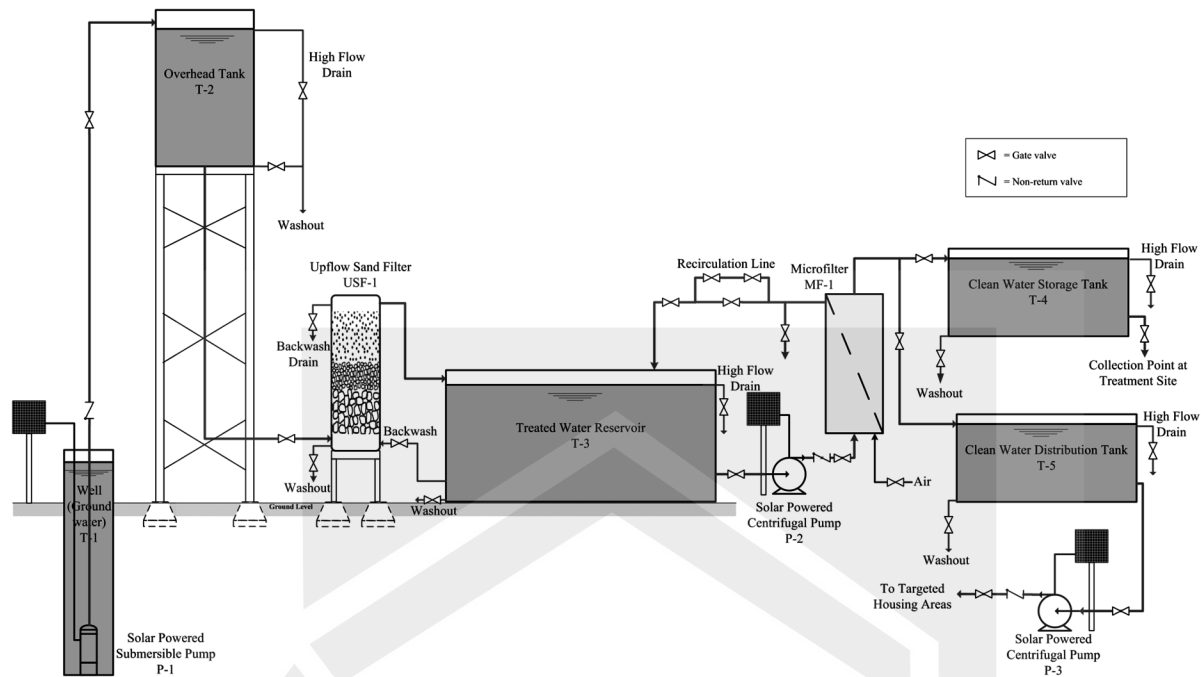 Overhead Tank
T-2
High Flow
Drain
Washout
= Gate valve
= Non-return valve
Upflow Sand Filter
USF-1
Backwash
Drain
Washout
Backwash
Recirculation Line
Microfilter
MF-1
High Flow
Drain
Clean Water Storage Tank
T-4
Washout
Collection Point at
Treatment Site
High Flow
Drain
Treated Water Reservoir
T-3
Washout
Ground Level
Solar Powered
Centrifugal Pump
P-2
Air
High Flow
Drain
Clean Water Distribution Tank
T-5
Washout
To Targeted
Housing Areas
Solar Powered
Centrifugal Pump
P-3
Well
(Ground
water)
T-1
Solar Powered
Submersible Pump
P-1